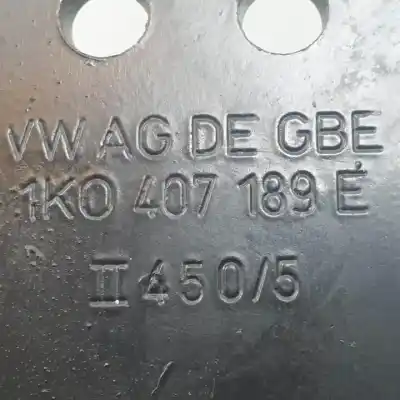 VW AG DE GBE
1K0 407 189 E
II 450/5